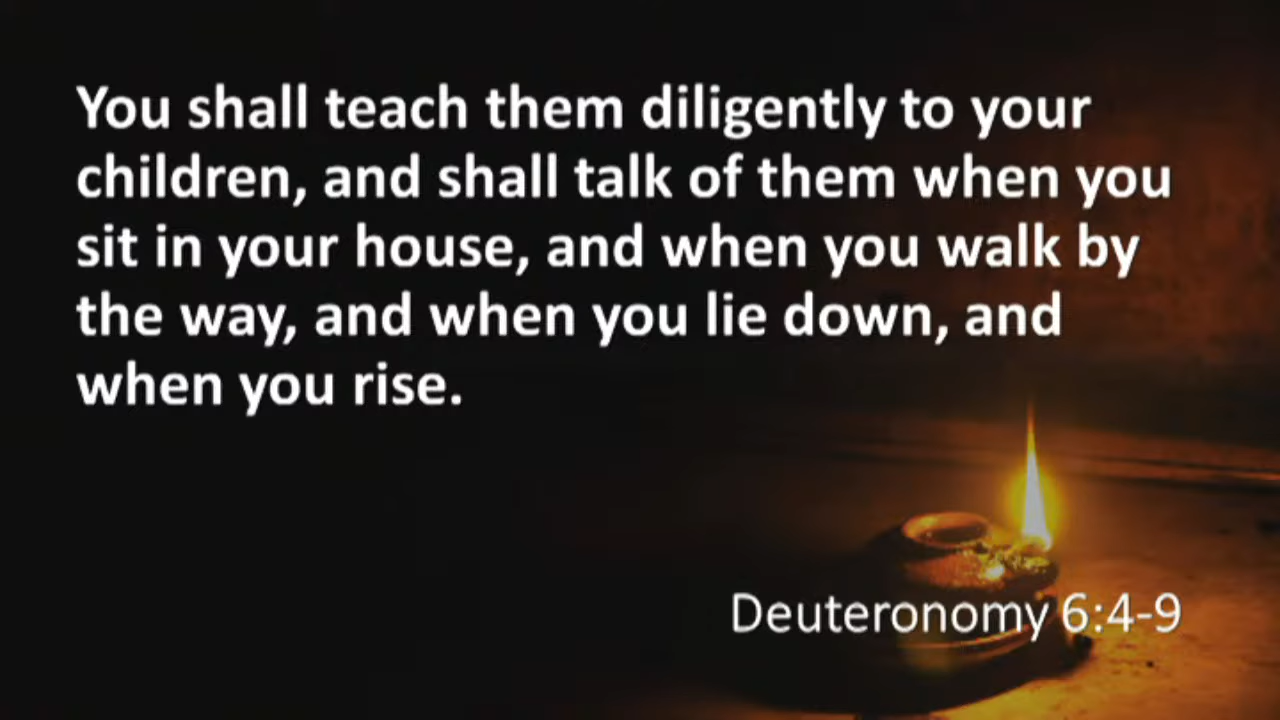 You shall teach them diligently to your
children, and shall talk of them when you
sit in your house, and when you walk by
the way, and when you lie down, and
when you rise.
Deuteronomy 6:4-9